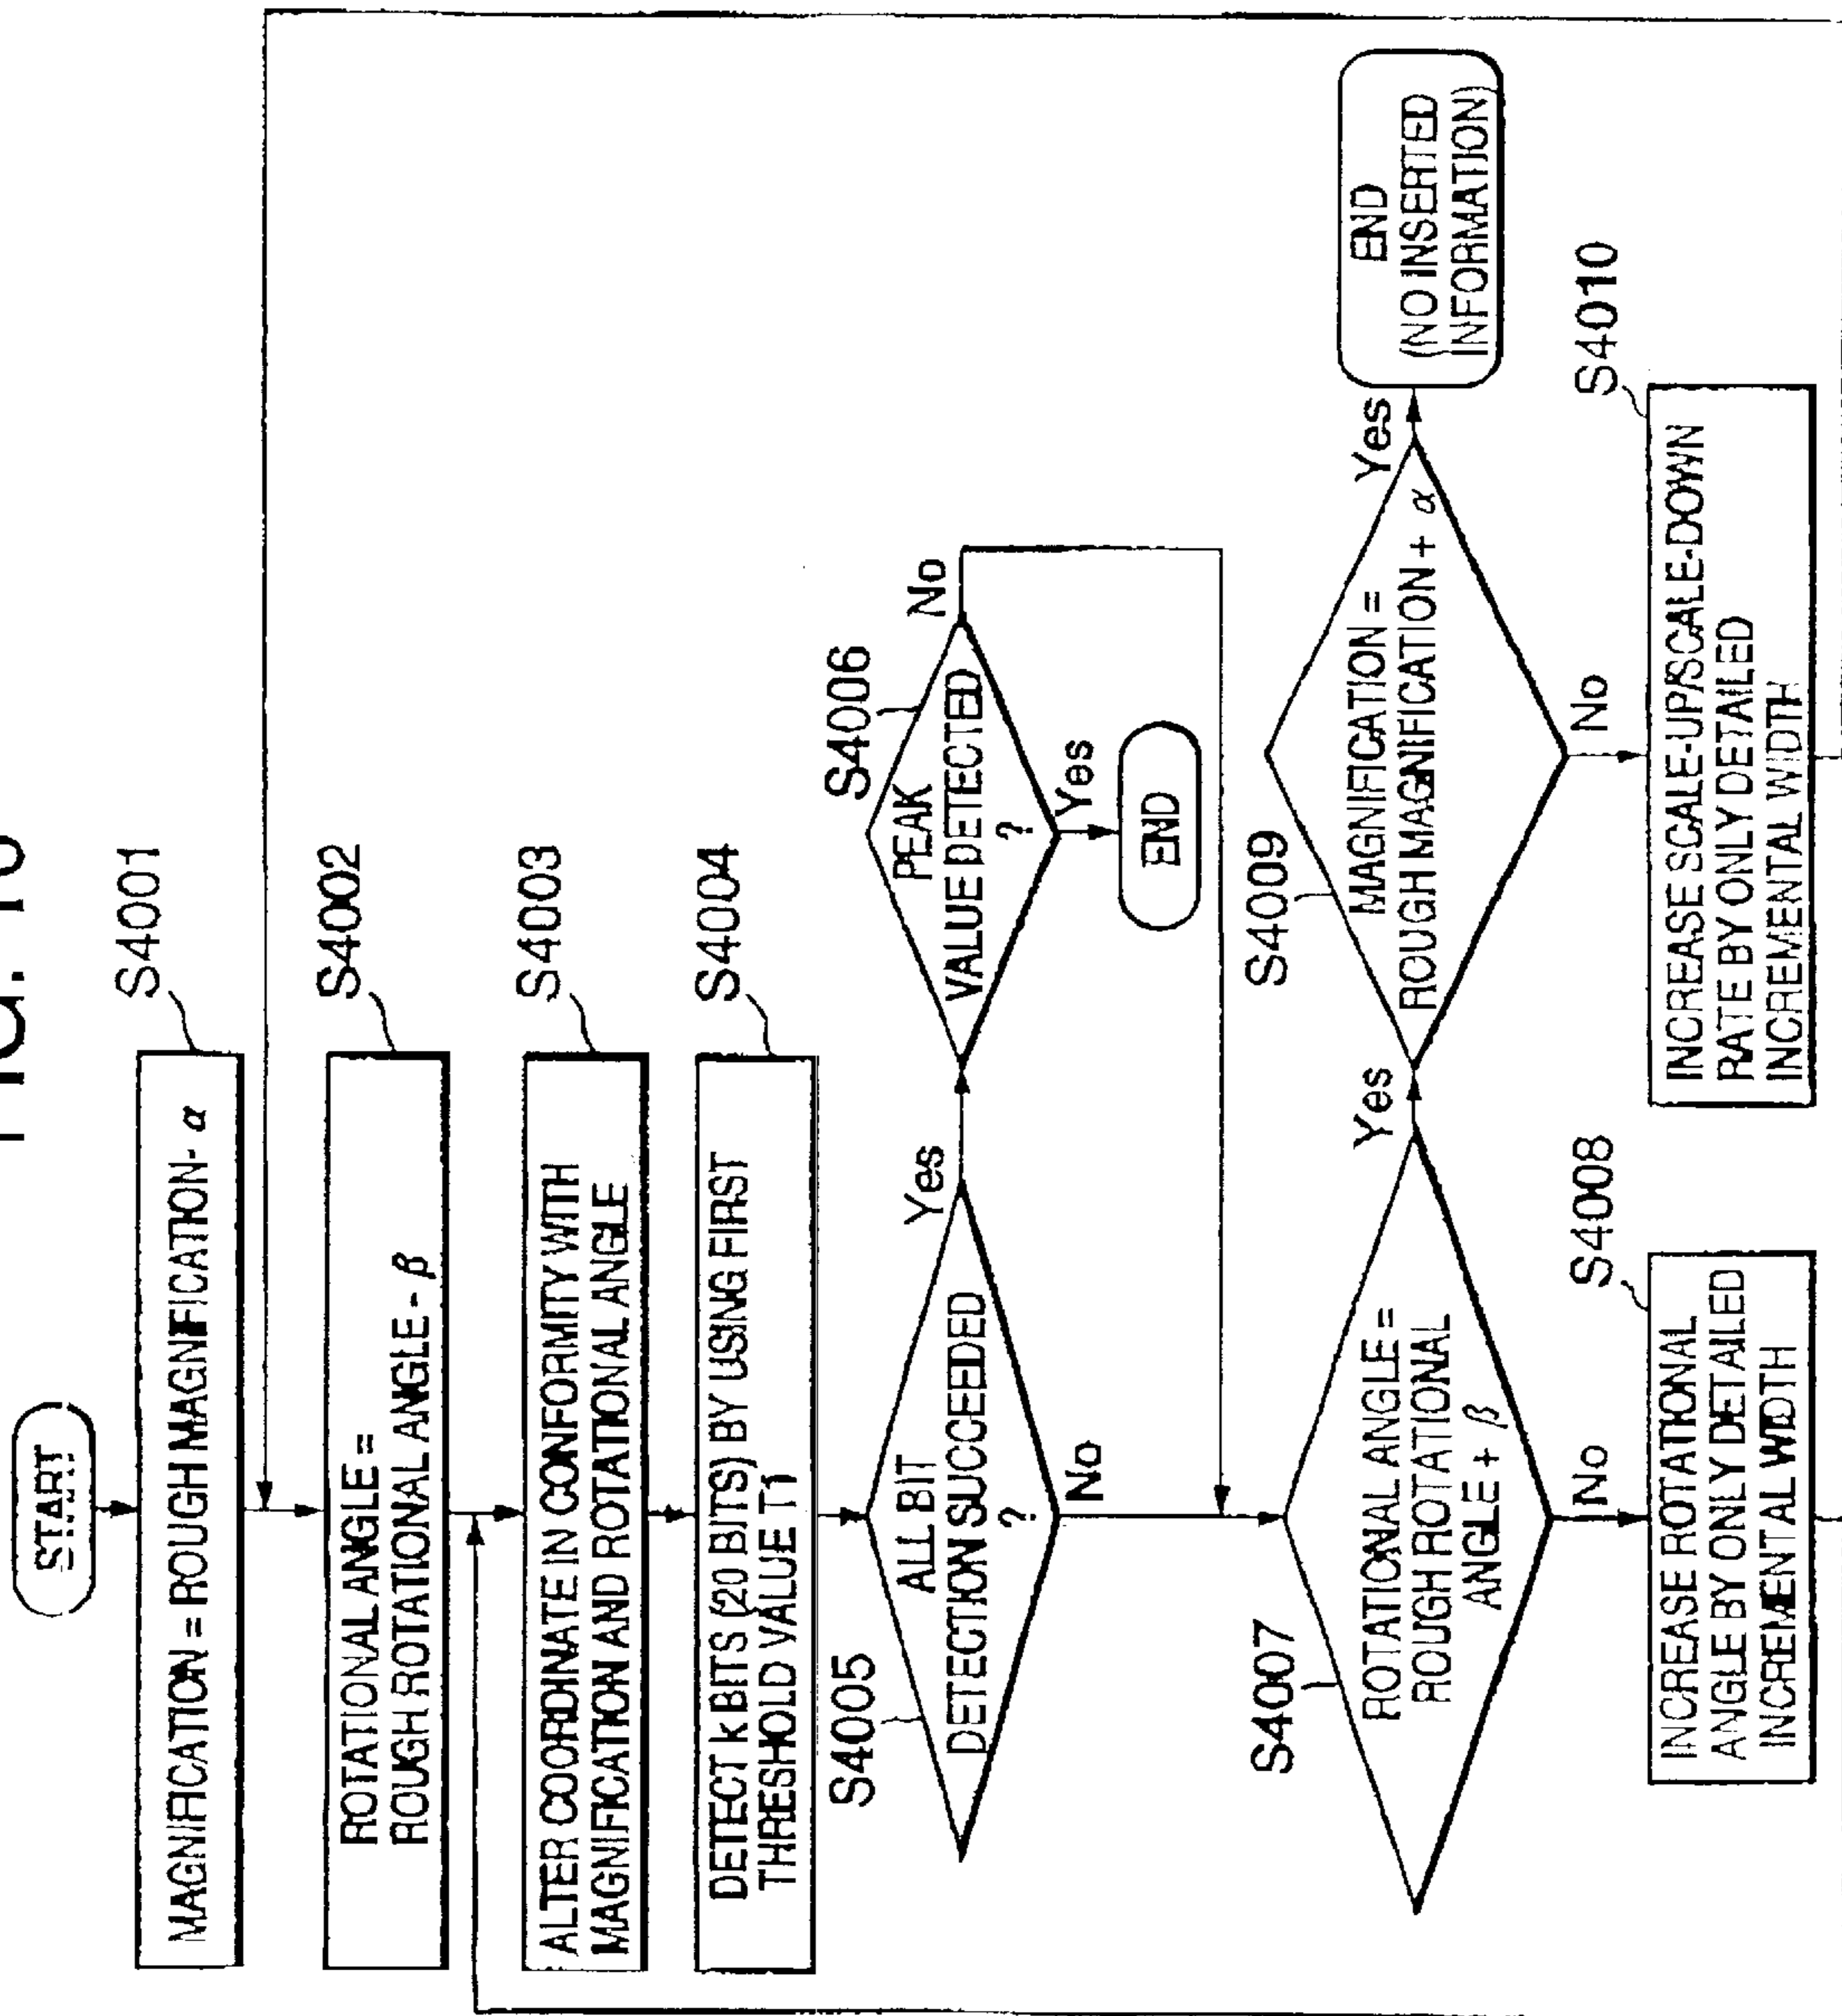 START
S4001
MAGNIFICATION = ROUGH MAGNIFICATION- α
S4002
ROTATIONAL ANGLE =
ROUGH ROTATIONAL ANGLE - β
S4003
ALTER COORDINATE IN CONFORMITY WITH
MAGNIFICATION AND ROTATIONAL ANGLE
S4004
DETECT k BITS (20 BITS) BY USING FIRST
THRESHOLD VALUE T1
S4005
ALL BIT
DETECTION SUCCEEDED
?
Yes
No
S4006
PEAK
VALUE DETECTED
?
No
Yes
END
S4007
ROTATIONAL ANGLE =
ROUGH ROTATIONAL
ANGLE + β
Yes
No
S4008
INCREASE ROTATIONAL
ANGLE BY ONLY DETAILED
INCREMENTAL WIDTH
S4009
MAGNIFICATION =
ROUGH MAGNIFICATION + α
Yes
No
END
(NO INSERTED
INFORMATION)
S4010
INCREASE SCALE-UP/SCALE-DOWN
RATE BY ONLY DETAILED
INCREMENTAL WIDTH